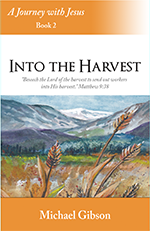 A Journey with Jesus
Book 2
INTO THE HARVEST
"Beseech the Lord of the harvest to send out workers
into His harvest." Matthew 9:38
Michael Gibson